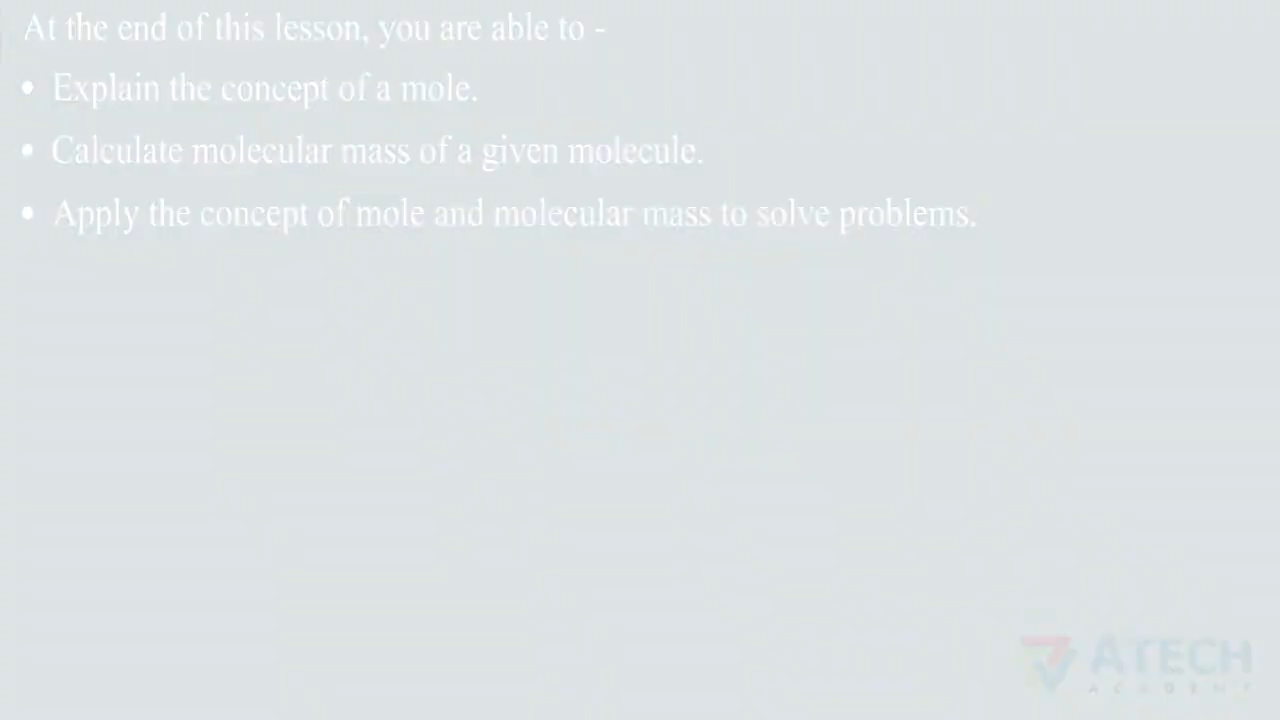 At the end of this lesson, you are able to -
• Explain the concept of a mole.
• Calculate molecular mass of a given molecule.
• Apply the concept of mole and molecular mass to solve problems.
ATECH
ACADEMY